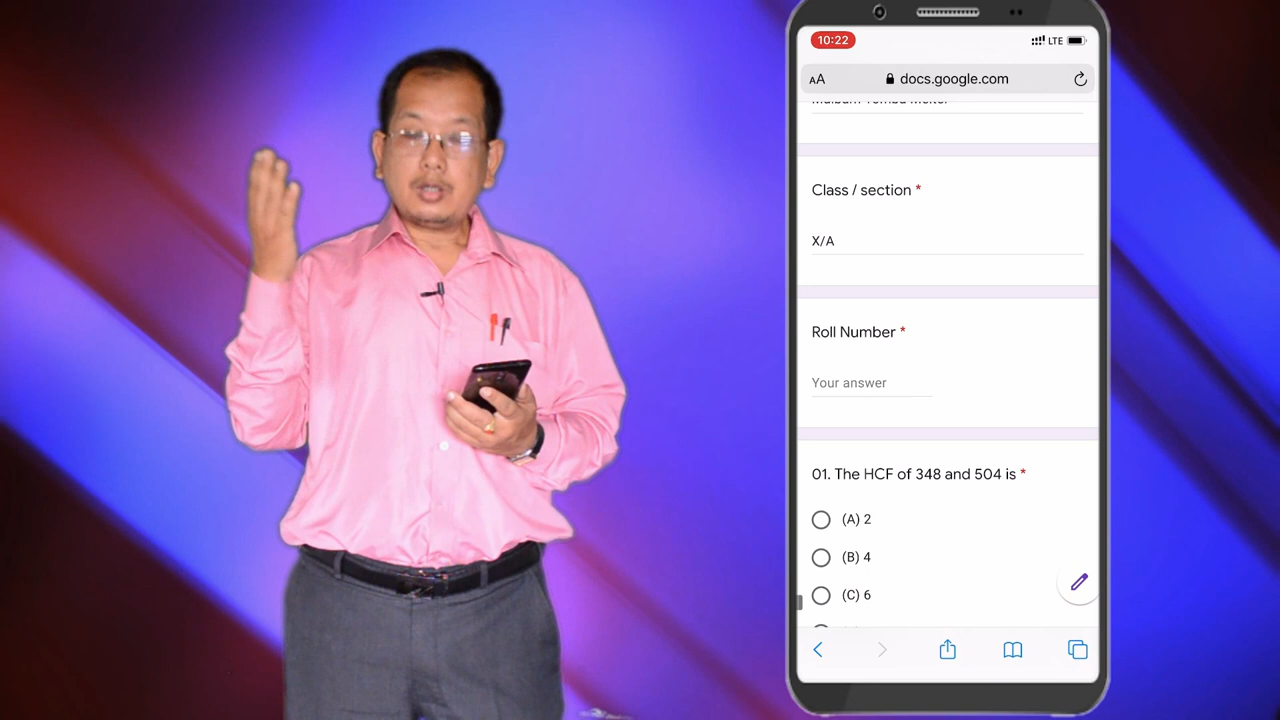 10:22
LTE
AA
docs.google.com
Class / section *
X/A
Roll Number *
Your answer
01. The HCF of 348 and 504 is *
(A) 2
(B) 4
(C) 6